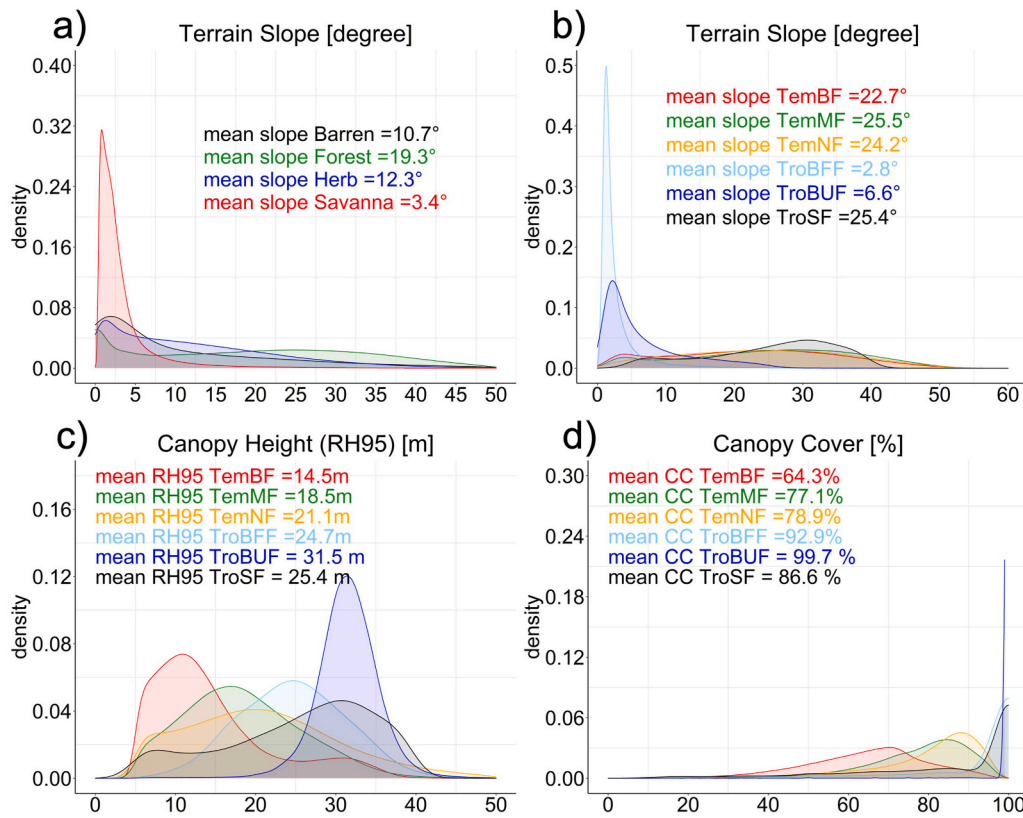 a)
Terrain Slope [degree]
0.40
0.32
0.24
0.16
0.08
0.00
density
mean slope Barren =10.7°
mean slope Forest =19.3°
mean slope Herb =12.3°
mean slope Savanna =3.4°
0 5 10 15 20 25 30 35 40 45 50
b)
Terrain Slope [degree]
0.5
0.4
0.3
0.2
0.1
0.0
density
mean slope TemBF =22.7°
mean slope TemMF =25.5°
mean slope TemNF =24.2°
mean slope TroBFF =2.8°
mean slope TroBUF =6.6°
mean slope TroSF =25.4°
0 10 20 30 40 50 60
c)
Canopy Height (RH95) [m]
0.16
0.12
0.08
0.04
0.00
density
mean RH95 TemBF =14.5m
mean RH95 TemMF =18.5m
mean RH95 TemNF =21.1m
mean RH95 TroBFF =24.7m
mean RH95 TroBUF = 31.5 m
mean RH95 TroSF = 25.4 m
0 10 20 30 40 50
d)
Canopy Cover [%]
0.30
0.24
0.18
0.12
0.06
0.00
density
mean CC TemBF =64.3%
mean CC TemMF =77.1%
mean CC TemNF =78.9%
mean CC TroBFF =92.9%
mean CC TroBUF = 99.7 %
mean CC TroSF = 86.6 %
0 20 40 60 80 100